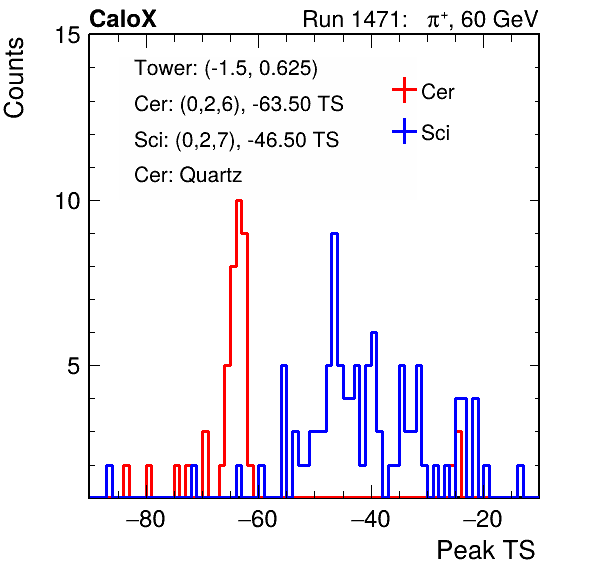 CaloX Run 1471: π⁺, 60 GeV
Counts
15
10
5
Tower: (-1.5, 0.625)
Cer: (0,2,6), -63.50 TS
Sci: (0,2,7), -46.50 TS
Cer: Quartz
Cer
Sci
−80 −60 −40 −20
Peak TS